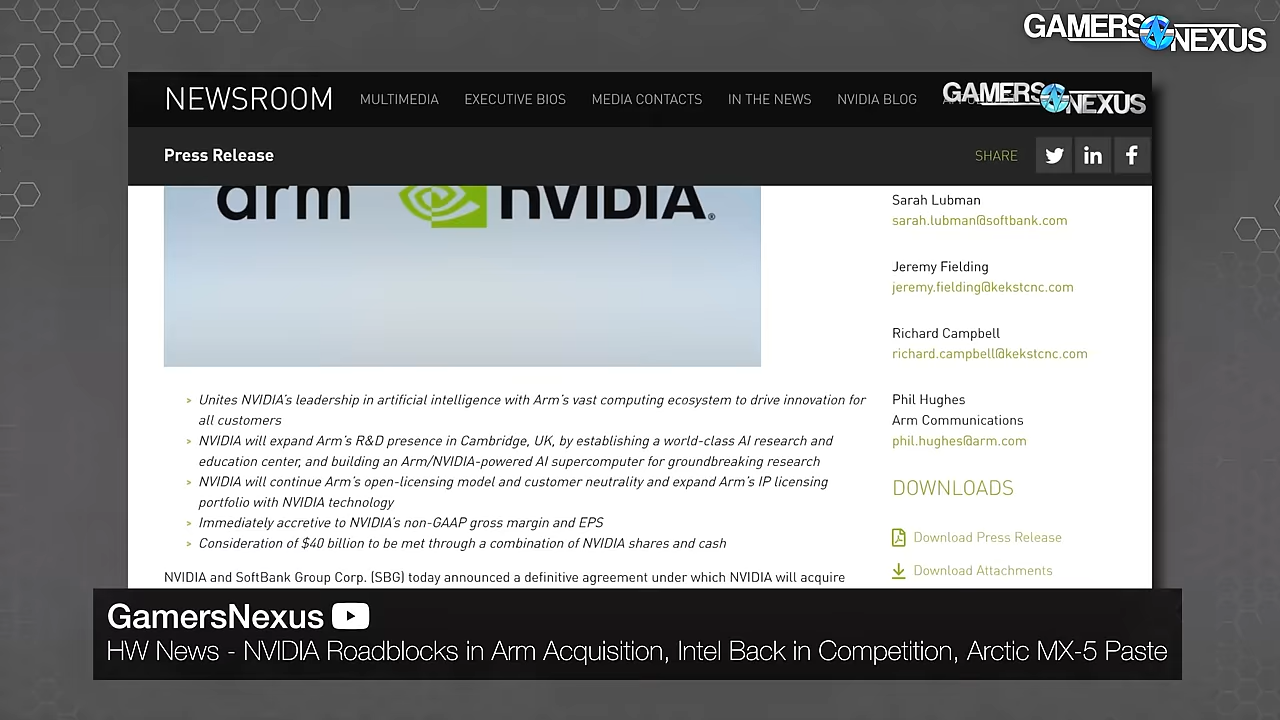 GAMERS NEXUS
NEWSROOM MULTIMEDIA EXECUTIVE BIOS MEDIA CONTACTS IN THE NEWS NVIDIA BLOG
GAMERS NEXUS
Press Release
SHARE
arm nVIDIA®
Sarah Lubman
sarah.lubman@softbank.com
Jeremy Fielding
jeremy.fielding@kekstcnc.com
Richard Campbell
richard.campbell@kekstcnc.com
Phil Hughes
Arm Communications
phil.hughes@arm.com
DOWNLOADS
Download Press Release
Download Attachments
> Unites NVIDIA's leadership in artificial intelligence with Arm's vast computing ecosystem to drive innovation for
all customers
> NVIDIA will expand Arm's R&D presence in Cambridge, UK, by establishing a world-class AI research and
education center, and building an Arm/NVIDIA-powered AI supercomputer for groundbreaking research
> NVIDIA will continue Arm's open-licensing model and customer neutrality and expand Arm's IP licensing
portfolio with NVIDIA technology
> Immediately accretive to NVIDIA's non-GAAP gross margin and EPS
> Consideration of $40 billion to be met through a combination of NVIDIA shares and cash
NVIDIA and SoftBank Group Corp. (SBG) today announced a definitive agreement under which NVIDIA will acquire
GamersNexus
HW News - NVIDIA Roadblocks in Arm Acquisition, Intel Back in Competition, Arctic MX-5 Paste